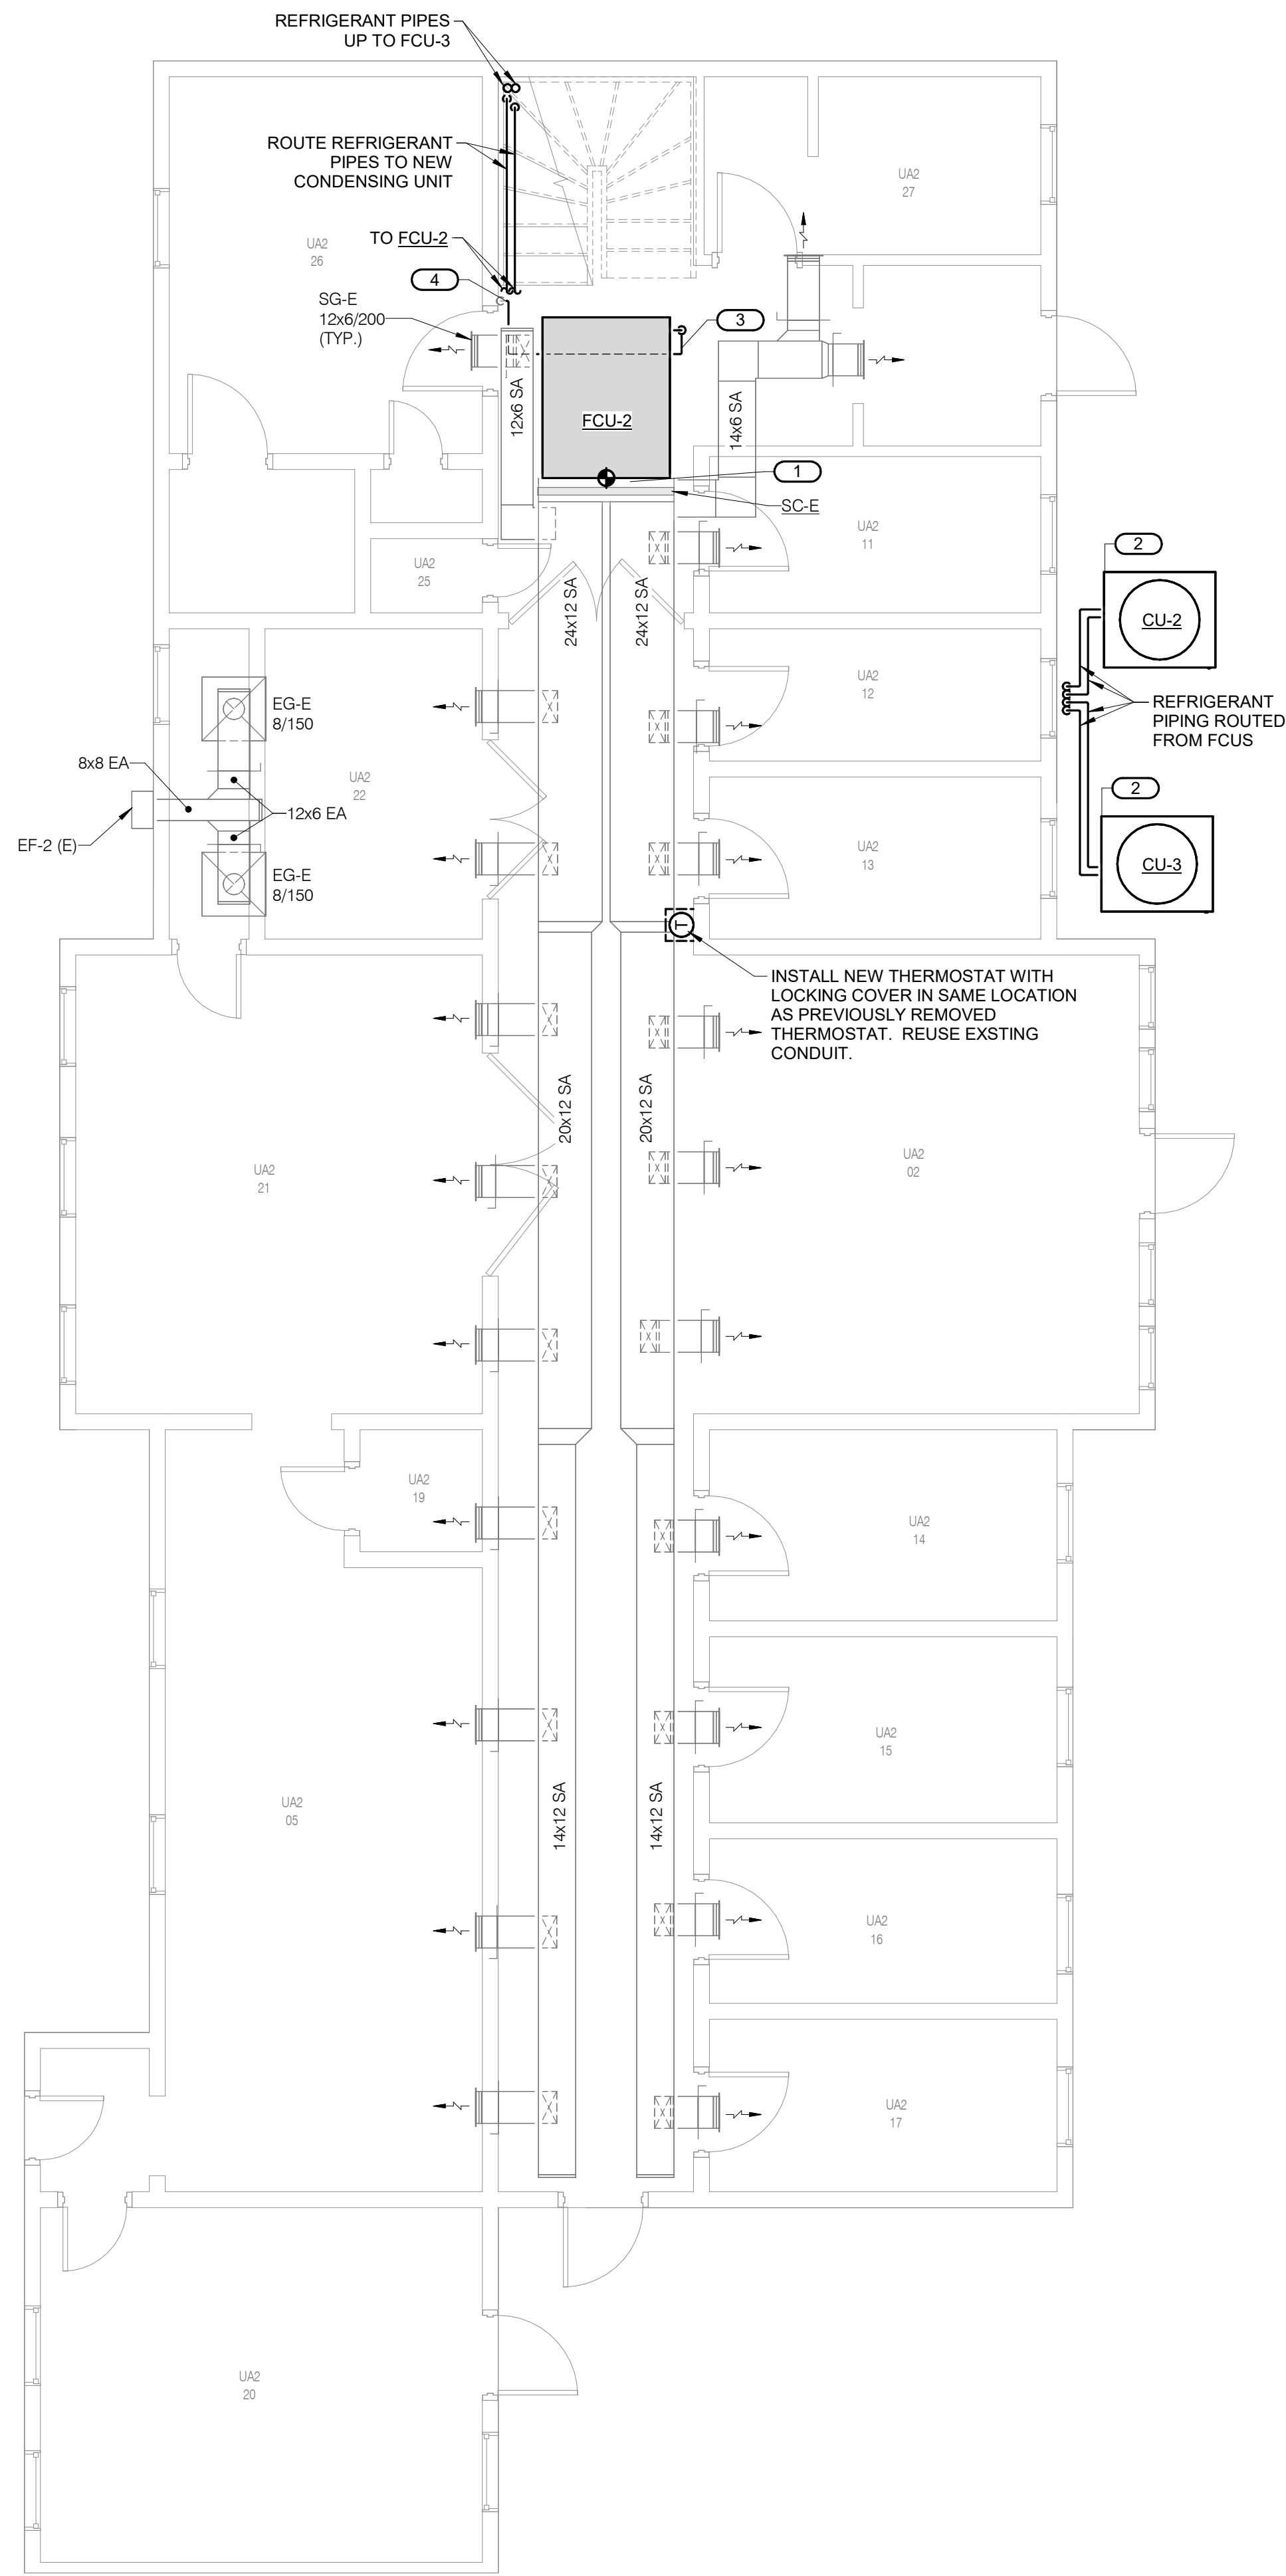 REFRIGERANT PIPES
UP TO FCU-3
ROUTE REFRIGERANT
PIPES TO NEW
CONDENSING UNIT
UA2
27
UA2
26
TO FCU-2
4
SG-E
12x6/200
(TYP.)
3
12x6 SA
FCU-2
14x6 SA
1
SC-E
UA2
11
UA2
25
24x12 SA
24x12 SA
2
CU-2
UA2
12
REFRIGERANT
PIPING ROUTED
FROM FCUS
EG-E
8/150
8x8 EA
UA2
22
12x6 EA
EF-2 (E)
EG-E
8/150
UA2
13
2
CU-3
T
INSTALL NEW THERMOSTAT WITH
LOCKING COVER IN SAME LOCATION
AS PREVIOUSLY REMOVED
THERMOSTAT. REUSE EXSTING
CONDUIT.
20x12 SA
20x12 SA
UA2
21
UA2
02
UA2
19
UA2
14
UA2
15
UA2
05
14x12 SA
14x12 SA
UA2
16
UA2
17
UA2
20